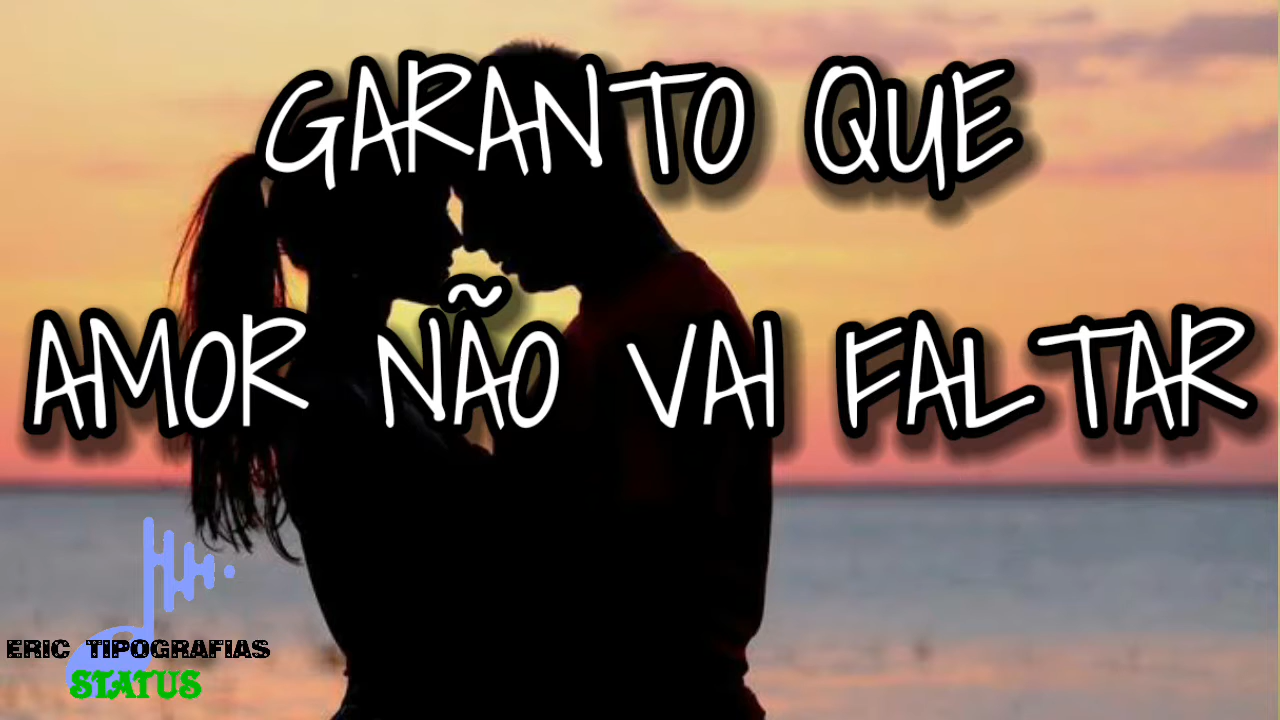 GARANTO QUE
AMOR NÃO VAI FALTAR
ERIC TIPOGRAFIAS
STATUS